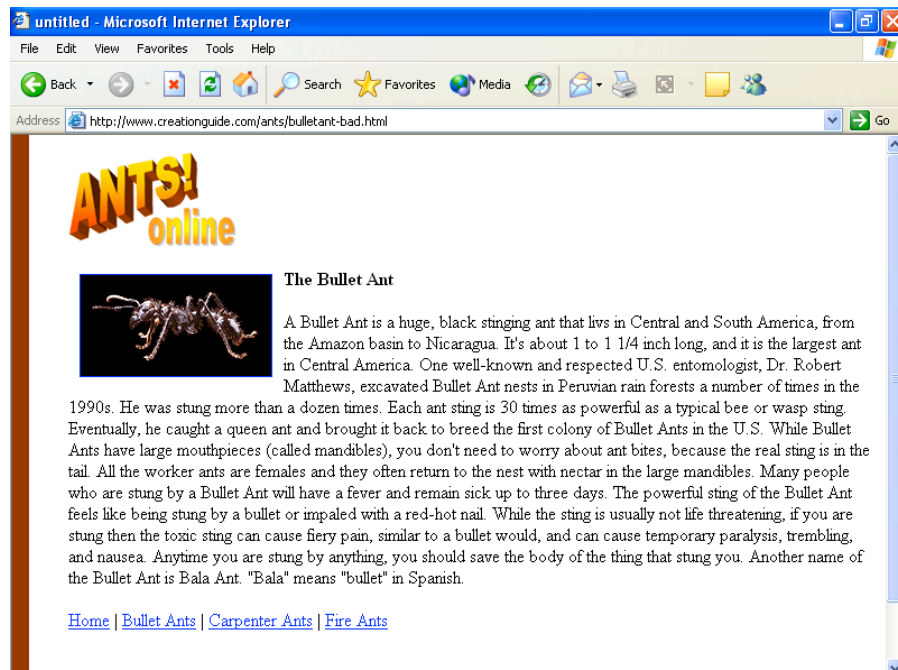 untitled - Microsoft Internet Explorer
File Edit View Favorites Tools Help
Back Search Favorites Media
Address http://www.creationguide.com/ants/bulletant-bad.html Go
ANTS!
online
The Bullet Ant
A Bullet Ant is a huge, black stinging ant that livs in Central and South America, from
the Amazon basin to Nicaragua. It's about 1 to 1 1/4 inch long, and it is the largest ant
in Central America. One well-known and respected U.S. entomologist, Dr. Robert
Matthews, excavated Bullet Ant nests in Peruvian rain forests a number of times in the
1990s. He was stung more than a dozen times. Each ant sting is 30 times as powerful as a typical bee or wasp sting.
Eventually, he caught a queen ant and brought it back to breed the first colony of Bullet Ants in the U.S. While Bullet
Ants have large mouthpieces (called mandibles), you don't need to worry about ant bites, because the real sting is in the
tail. All the worker ants are females and they often return to the nest with nectar in the large mandibles. Many people
who are stung by a Bullet Ant will have a fever and remain sick up to three days. The powerful sting of the Bullet Ant
feels like being stung by a bullet or impaled with a red-hot nail. While the sting is usually not life threatening, if you are
stung then the toxic sting can cause fiery pain, similar to a bullet would, and can cause temporary paralysis, trembling,
and nausea. Anytime you are stung by anything, you should save the body of the thing that stung you. Another name of
the Bullet Ant is Bala Ant. "Bala" means "bullet" in Spanish.
Home | Bullet Ants | Carpenter Ants | Fire Ants